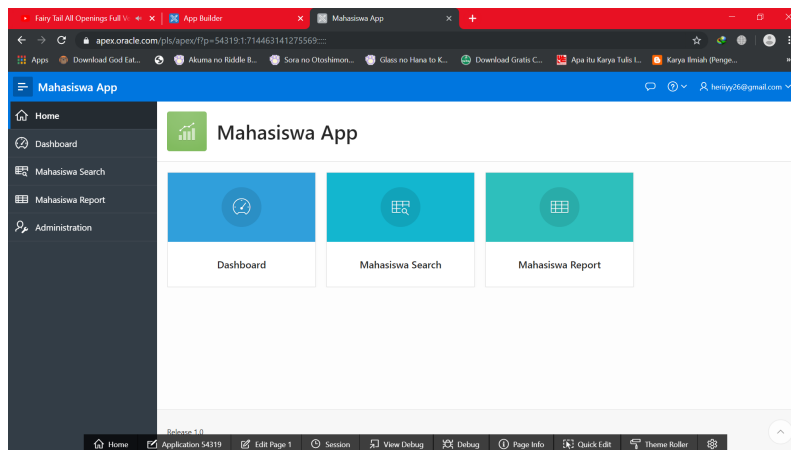 Fairy Tail All Openings Full Ve
App Builder
Mahasiswa App
apex.oracle.com/pls/apex/f?p=54319:1:714463141275569:::::
Apps
Download God Eat...
Akuma no Riddle B...
Sora no Otoshimon...
Glass no Hana to K...
Download Gratis C...
Apa itu Karya Tulis I...
Karya Ilmiah (Penge...
Mahasiswa App
heriiyy26@gmail.com
Home
Dashboard
Mahasiswa Search
Mahasiswa Report
Administration
Mahasiswa App
Dashboard
Mahasiswa Search
Mahasiswa Report
Release 1.0
Home
Application 54319
Edit Page 1
Session
View Debug
Debug
Page Info
Quick Edit
Theme Roller